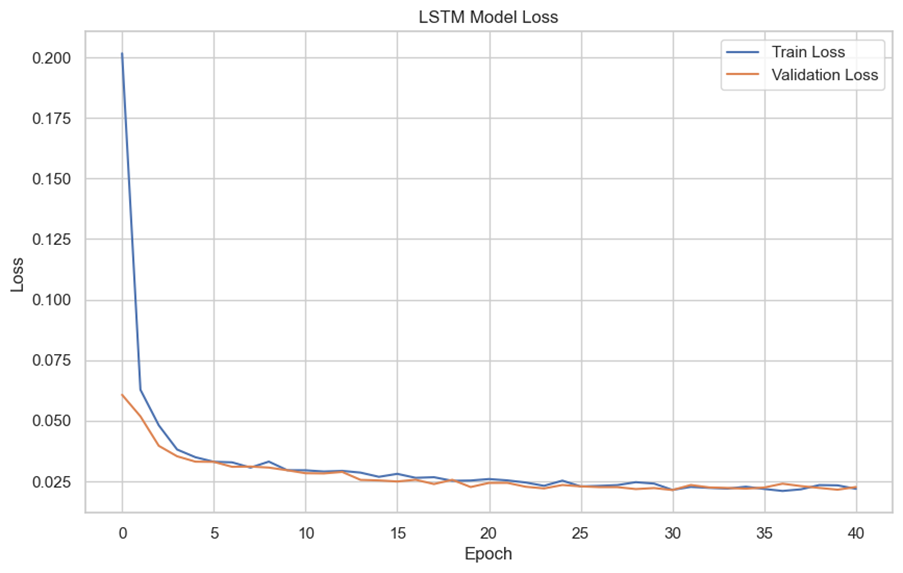 LSTM Model Loss
Train Loss
Validation Loss
0.200
0.175
0.150
0.125
0.100
0.075
0.050
0.025
Loss
0 5 10 15 20 25 30 35 40
Epoch